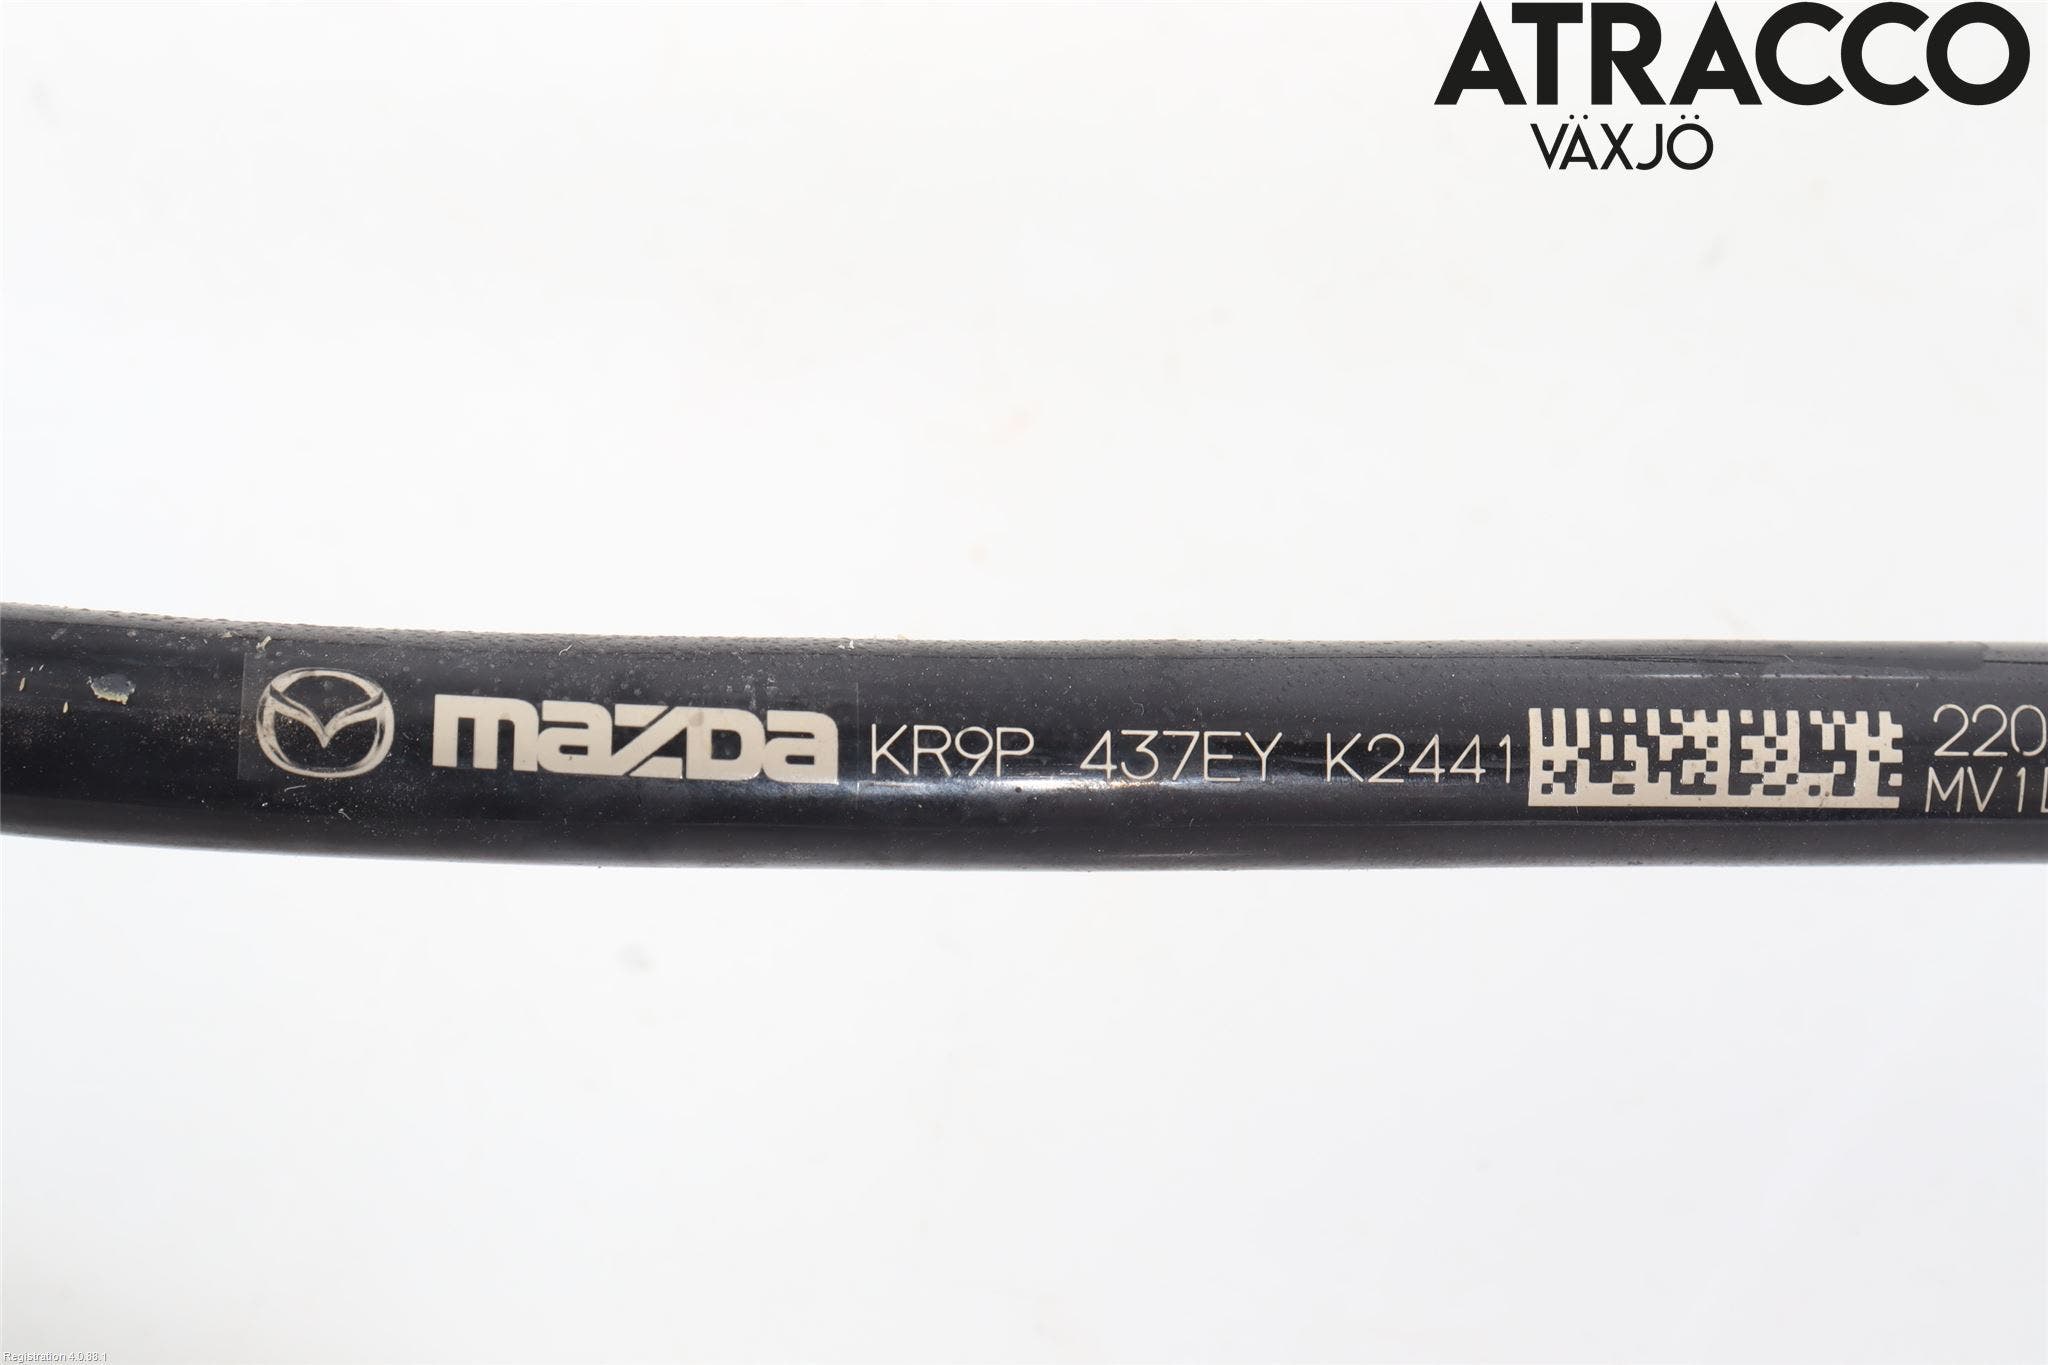 ATRACCO
VÄXJÖ
mazda KR9P 437EY K2441 220
MV1
Registration 4.0.88.1